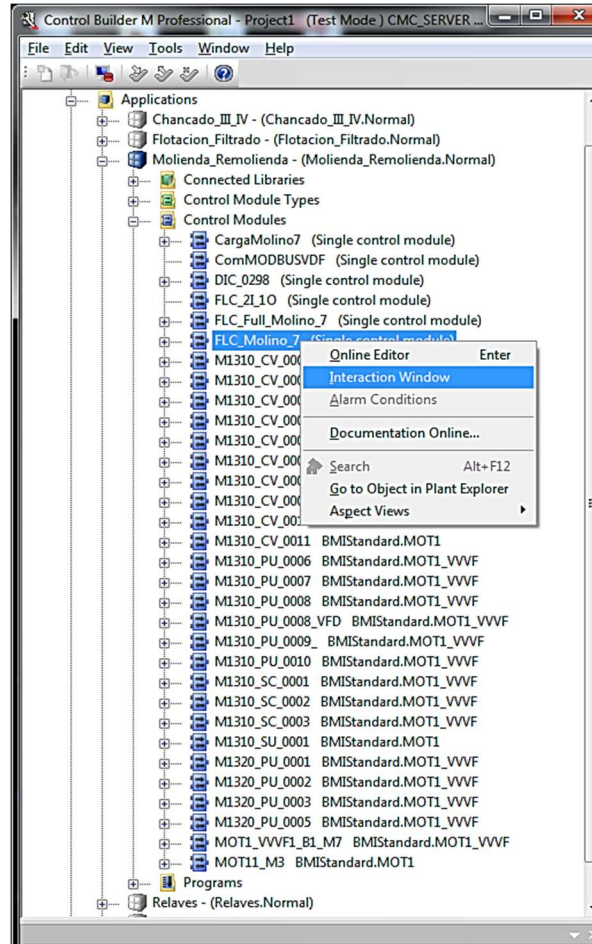 Control Builder M Professional - Project1 (Test Mode ) CMC_SERVER ...
File Edit View Tools Window Help
Applications
Chancado_III_IV - (Chancado_III_IV.Normal)
Flotacion_Filtrado - (Flotacion_Filtrado.Normal)
Molienda_Remolienda - (Molienda_Remolienda.Normal)
Connected Libraries
Control Module Types
Control Modules
CargaMolino7 (Single control module)
ComMODBUSVDF (Single control module)
DIC_0298 (Single control module)
FLC_2I_1O (Single control module)
FLC_Full_Molino_7 (Single control module)
FLC_Molino_7 (Single control module)
M1310_CV_000
M1310_CV_000
M1310_CV_000
M1310_CV_000
M1310_CV_000
M1310_CV_000
M1310_CV_000
M1310_CV_000
M1310_CV_001
Online Editor Enter
Interaction Window
Alarm Conditions
Documentation Online...
Search Alt+F12
Go to Object in Plant Explorer
Aspect Views
M1310_CV_0011 BMIStandard.MOT1
M1310_PU_0006 BMIStandard.MOT1_VVVF
M1310_PU_0007 BMIStandard.MOT1_VVVF
M1310_PU_0008 BMIStandard.MOT1_VVVF
M1310_PU_0008_VFD BMIStandard.MOT1_VVVF
M1310_PU_0009_ BMIStandard.MOT1_VVVF
M1310_PU_0010 BMIStandard.MOT1_VVVF
M1310_SC_0001 BMIStandard.MOT1_VVVF
M1310_SC_0002 BMIStandard.MOT1_VVVF
M1310_SC_0003 BMIStandard.MOT1_VVVF
M1310_SU_0001 BMIStandard.MOT1
M1320_PU_0001 BMIStandard.MOT1_VVVF
M1320_PU_0002 BMIStandard.MOT1_VVVF
M1320_PU_0003 BMIStandard.MOT1_VVVF
M1320_PU_0005 BMIStandard.MOT1_VVVF
MOT1_VVVF1_B1_M7 BMIStandard.MOT1_VVVF
MOT11_M3 BMIStandard.MOT1
Programs
Relaves - (Relaves.Normal)